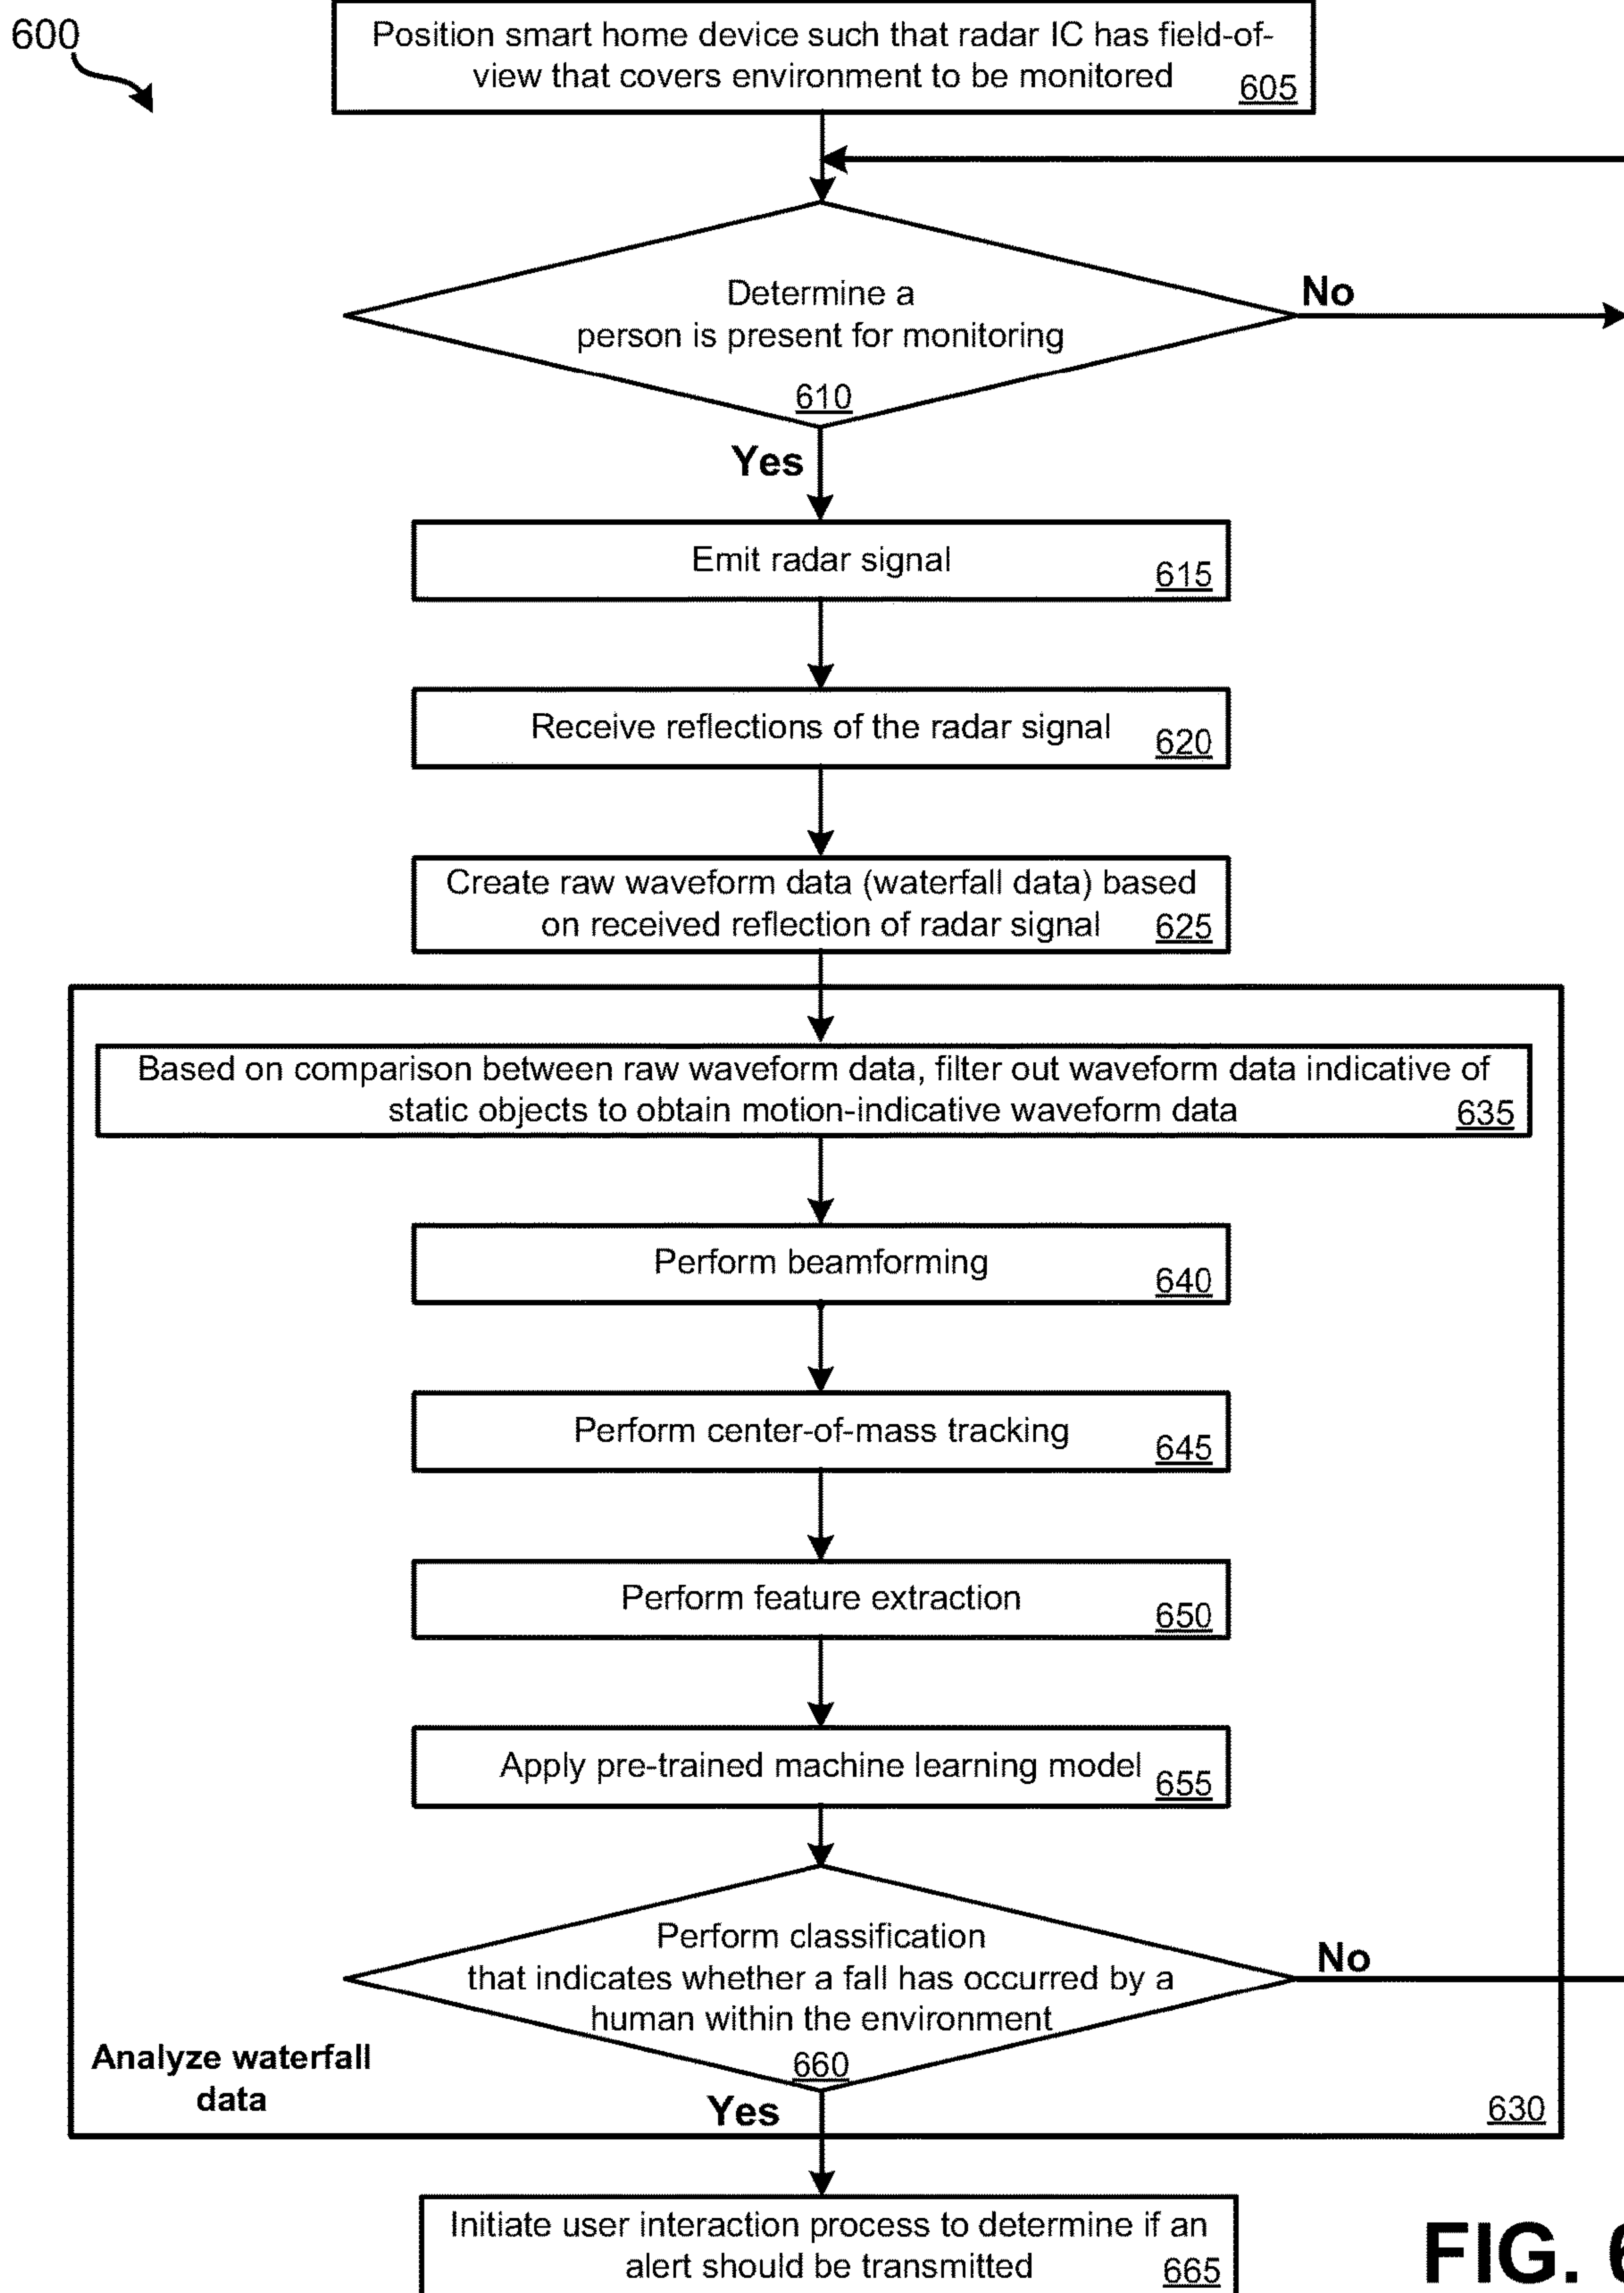 600
Position smart home device such that radar IC has field-of-
view that covers environment to be monitored
605
Determine a
person is present for monitoring
610
No
Yes
Emit radar signal
615
Receive reflections of the radar signal
620
Create raw waveform data (waterfall data) based
on received reflection of radar signal
625
Based on comparison between raw waveform data, filter out waveform data indicative of
static objects to obtain motion-indicative waveform data
635
Perform beamforming
640
Perform center-of-mass tracking
645
Perform feature extraction
650
Apply pre-trained machine learning model
655
Perform classification
that indicates whether a fall has occurred by a
human within the environment
660
No
Analyze waterfall
data
Yes
630
Initiate user interaction process to determine if an
alert should be transmitted
665
FIG. 6